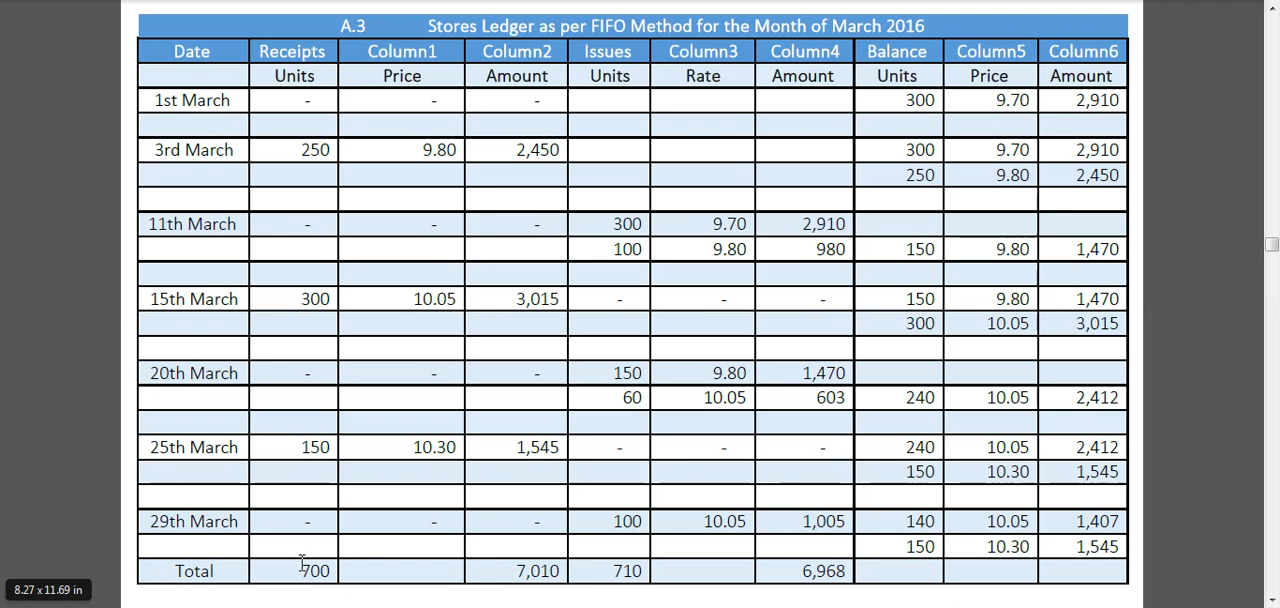 A.3 Stores Ledger as per FIFO Method for the Month of March 2016
Date Receipts Column1 Column2 Issues Column3 Column4 Balance Column5 Column6
Units Price Amount Units Rate Amount Units Price Amount
1st March - - - 300 9.70 2,910
3rd March 250 9.80 2,450 300 9.70 2,910
250 9.80 2,450
11th March - - - 300 9.70 2,910
100 9.80 980 150 9.80 1,470
15th March 300 10.05 3,015 - - - 150 9.80 1,470
300 10.05 3,015
20th March - - - 150 9.80 1,470
60 10.05 603 240 10.05 2,412
25th March 150 10.30 1,545 - - - 240 10.05 2,412
150 10.30 1,545
29th March - - - 100 10.05 1,005 140 10.05 1,407
150 10.30 1,545
Total 700 7,010 710 6,968
8.27 x 11.69 in